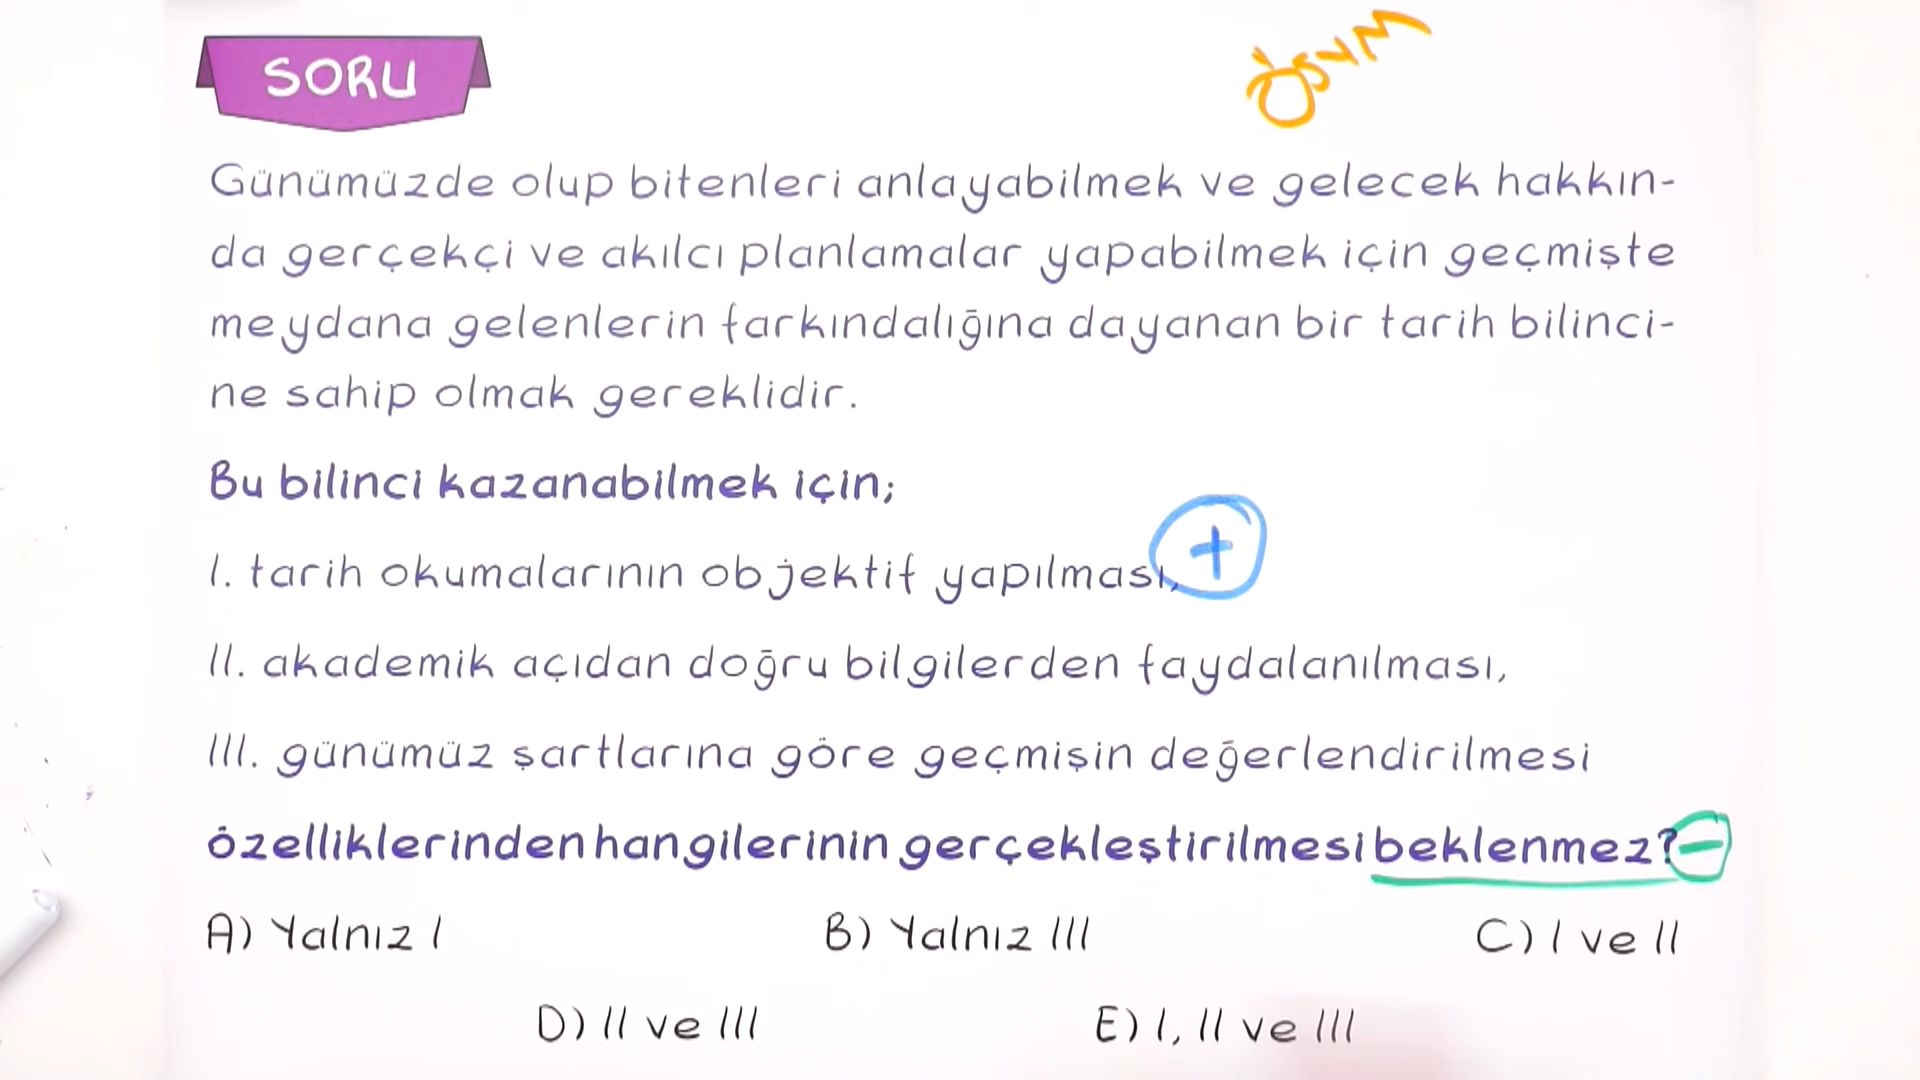 SORU
ÖSYM
Günümüzde olup bitenleri anlayabilmek ve gelecek hakkın-
da gerçekçi ve akılcı planlamalar yapabilmek için geçmişte
meydana gelenlerin farkındalığına dayanan bir tarih bilinci-
ne sahip olmak gereklidir.
Bu bilinci kazanabilmek için;
I. tarih okumalarının objektif yapılması, +
II. akademik açıdan doğru bilgilerden faydalanılması,
III. günümüz şartlarına göre geçmişin değerlendirilmesi
özelliklerinden hangilerinin gerçekleştirilmesi beklenmez? -
A) Yalnız I B) Yalnız III C) I ve II
D) II ve III E) I, II ve III